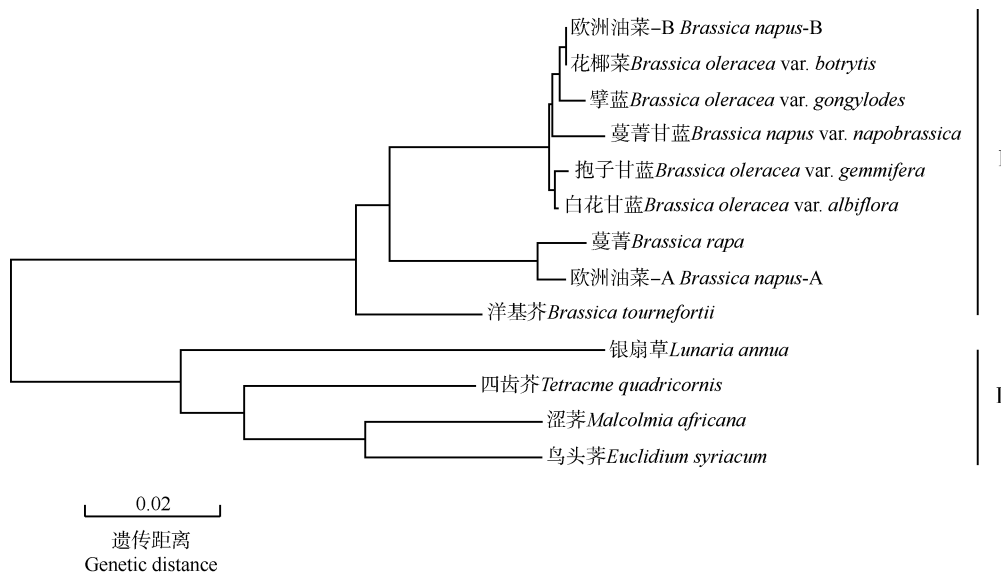 欧洲油菜–B Brassica napus-B
花椰菜Brassica oleracea var. botrytis
擘蓝Brassica oleracea var. gongylodes
蔓菁甘蓝Brassica napus var. napobrassica
抱子甘蓝Brassica oleracea var. gemmifera
白花甘蓝Brassica oleracea var. albiflora
蔓菁Brassica rapa
欧洲油菜–A Brassica napus-A
洋基芥Brassica tournefortii
银扇草Lunaria annua
四齿芥Tetracme quadricornis
涩荠Malcolmia africana
鸟头荠Euclidium syriacum
0.02
遗传距离
Genetic distance